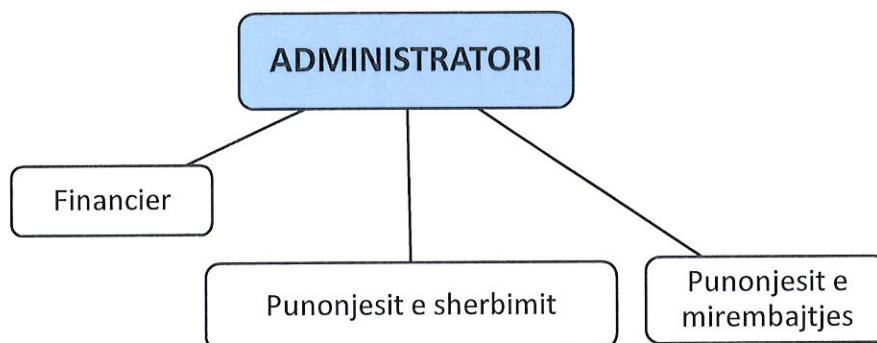 ADMINISTRATORI
Financier
Punonjesit e sherbimit
Punonjesit e
mirembajtjes